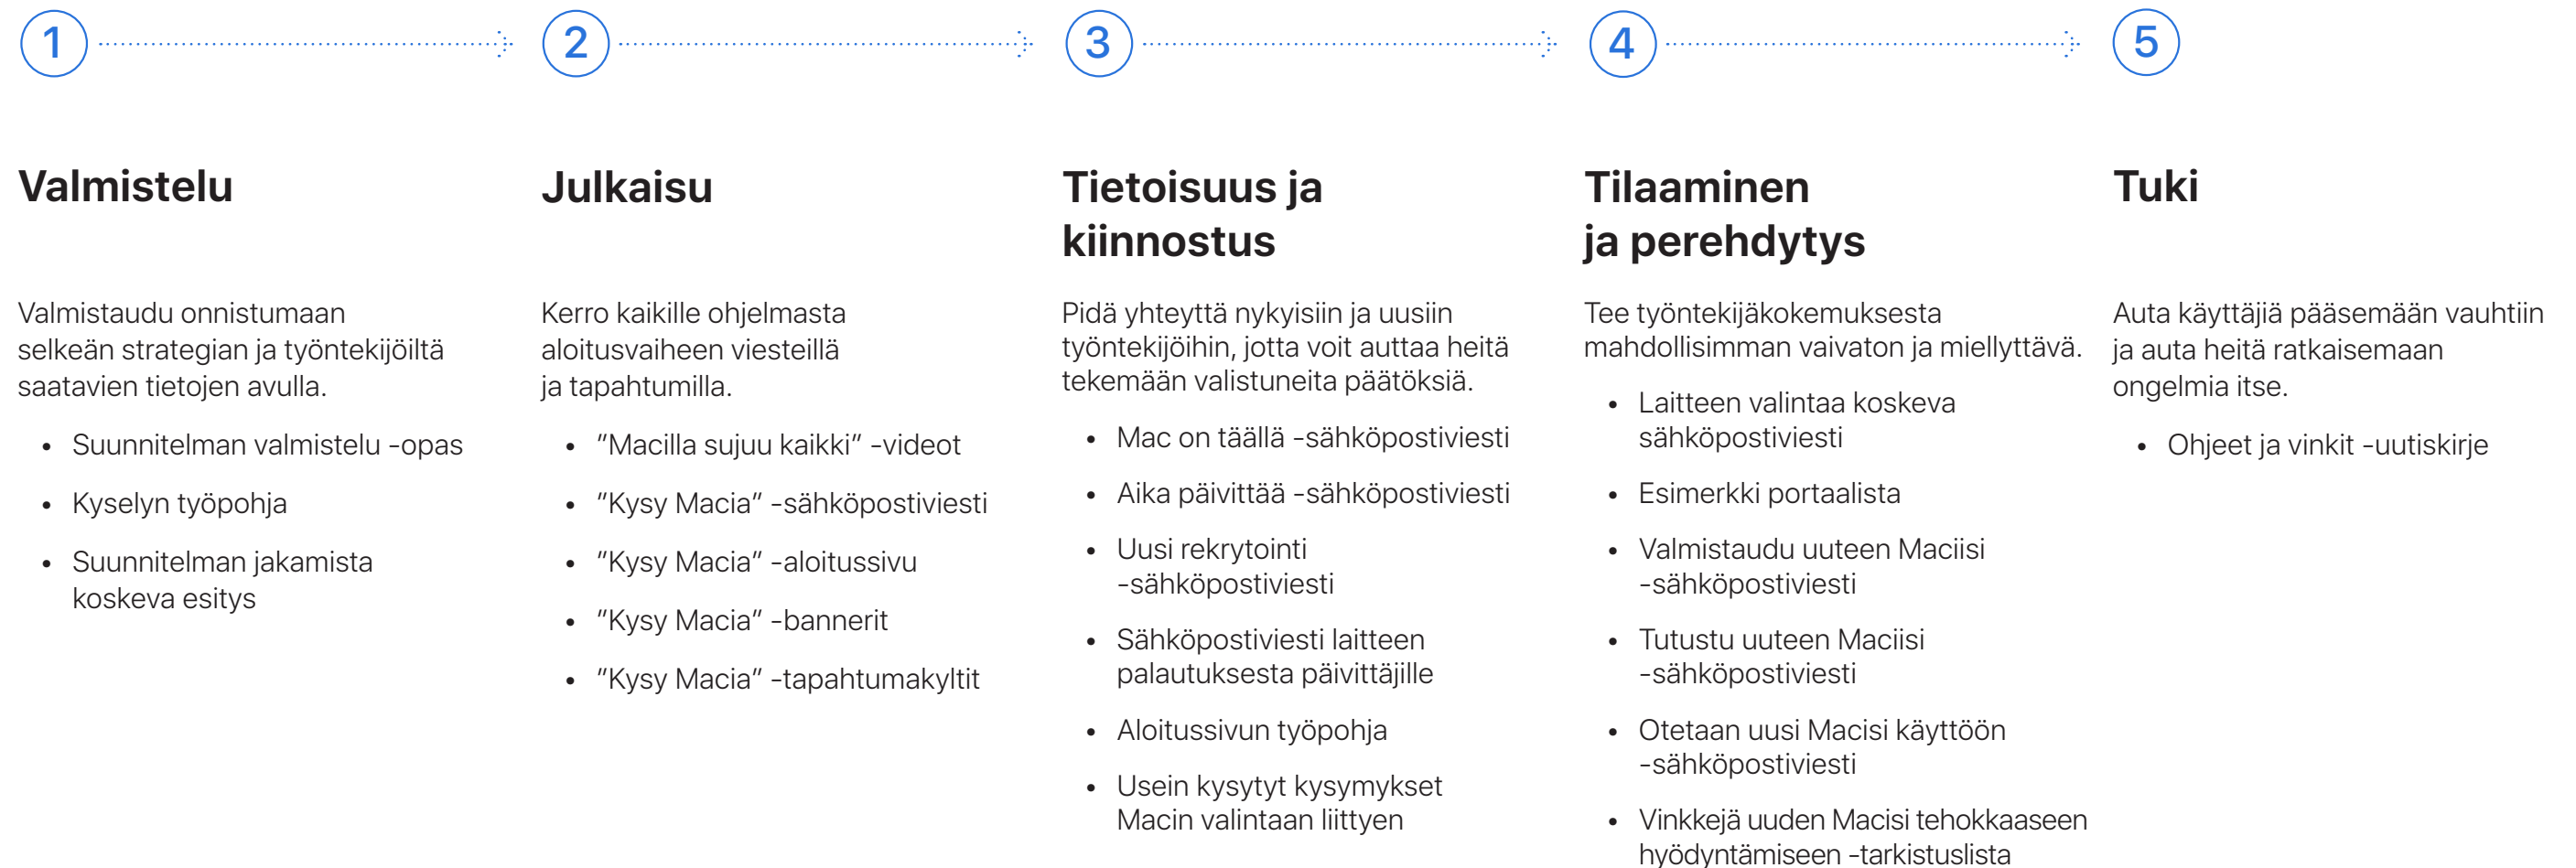 1
2
3
4
5
Valmistelu
Valmistaudu onnistumaan
selkeän strategian ja työntekijöiltä
saatavien tietojen avulla.
• Suunnitelman valmistelu -opas
• Kyselyn työpohja
• Suunnitelman jakamista
koskeva esitys
Julkaisu
Kerro kaikille ohjelmasta
aloitusvaiheen viesteillä
ja tapahtumilla.
• ”Macilla sujuu kaikki” -videot
• ”Kysy Macia” -sähköpostiviesti
• ”Kysy Macia” -aloitussivu
• ”Kysy Macia” -bannerit
• ”Kysy Macia” -tapahtumakyltit
Tietoisuus ja
kiinnostus
Pidä yhteyttä nykyisiin ja uusiin
työntekijöihin, jotta voit auttaa heitä
tekemään valistuneita päätöksiä.
• Mac on täällä -sähköpostiviesti
• Aika päivittää -sähköpostiviesti
• Uusi rekrytointi
-sähköpostiviesti
• Sähköpostiviesti laitteen
palautuksesta päivittäjille
• Aloitussivun työpohja
• Usein kysytyt kysymykset
Macin valintaan liittyen
Tilaaminen
ja perehdytys
Tee työntekijäkokemuksesta
mahdollisimman vaivaton ja miellyttävä.
• Laitteen valintaa koskeva
sähköpostiviesti
• Esimerkki portaalista
• Valmistaudu uuteen Maciisi
-sähköpostiviesti
• Tutustu uuteen Maciisi
-sähköpostiviesti
• Otetaan uusi Macisi käyttöön
-sähköpostiviesti
• Vinkkejä uuden Macisi tehokkaaseen
hyödyntämiseen -tarkistuslista
Tuki
Auta käyttäjiä pääsemään vauhtiin
ja auta heitä ratkaisemaan
ongelmia itse.
• Ohjeet ja vinkit -uutiskirje